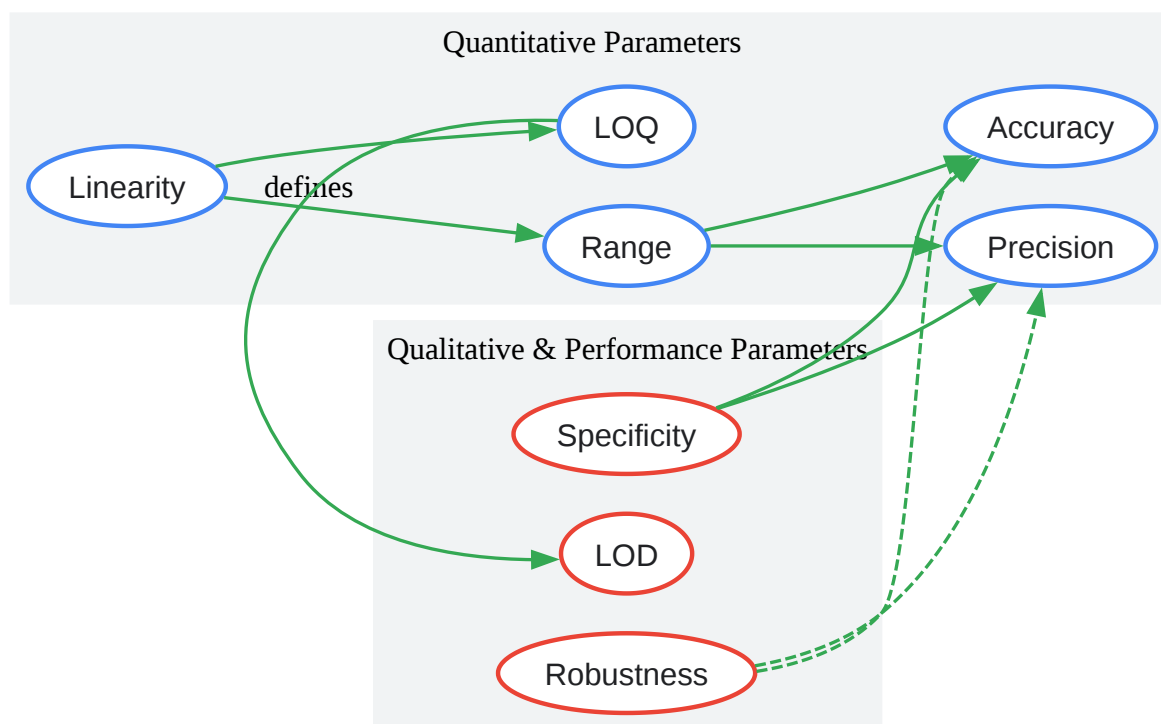 Quantitative Parameters
LOQ
Accuracy
Linearity
defines
Range
Precision
Qualitative & Performance Parameters
Specificity
LOD
Robustness